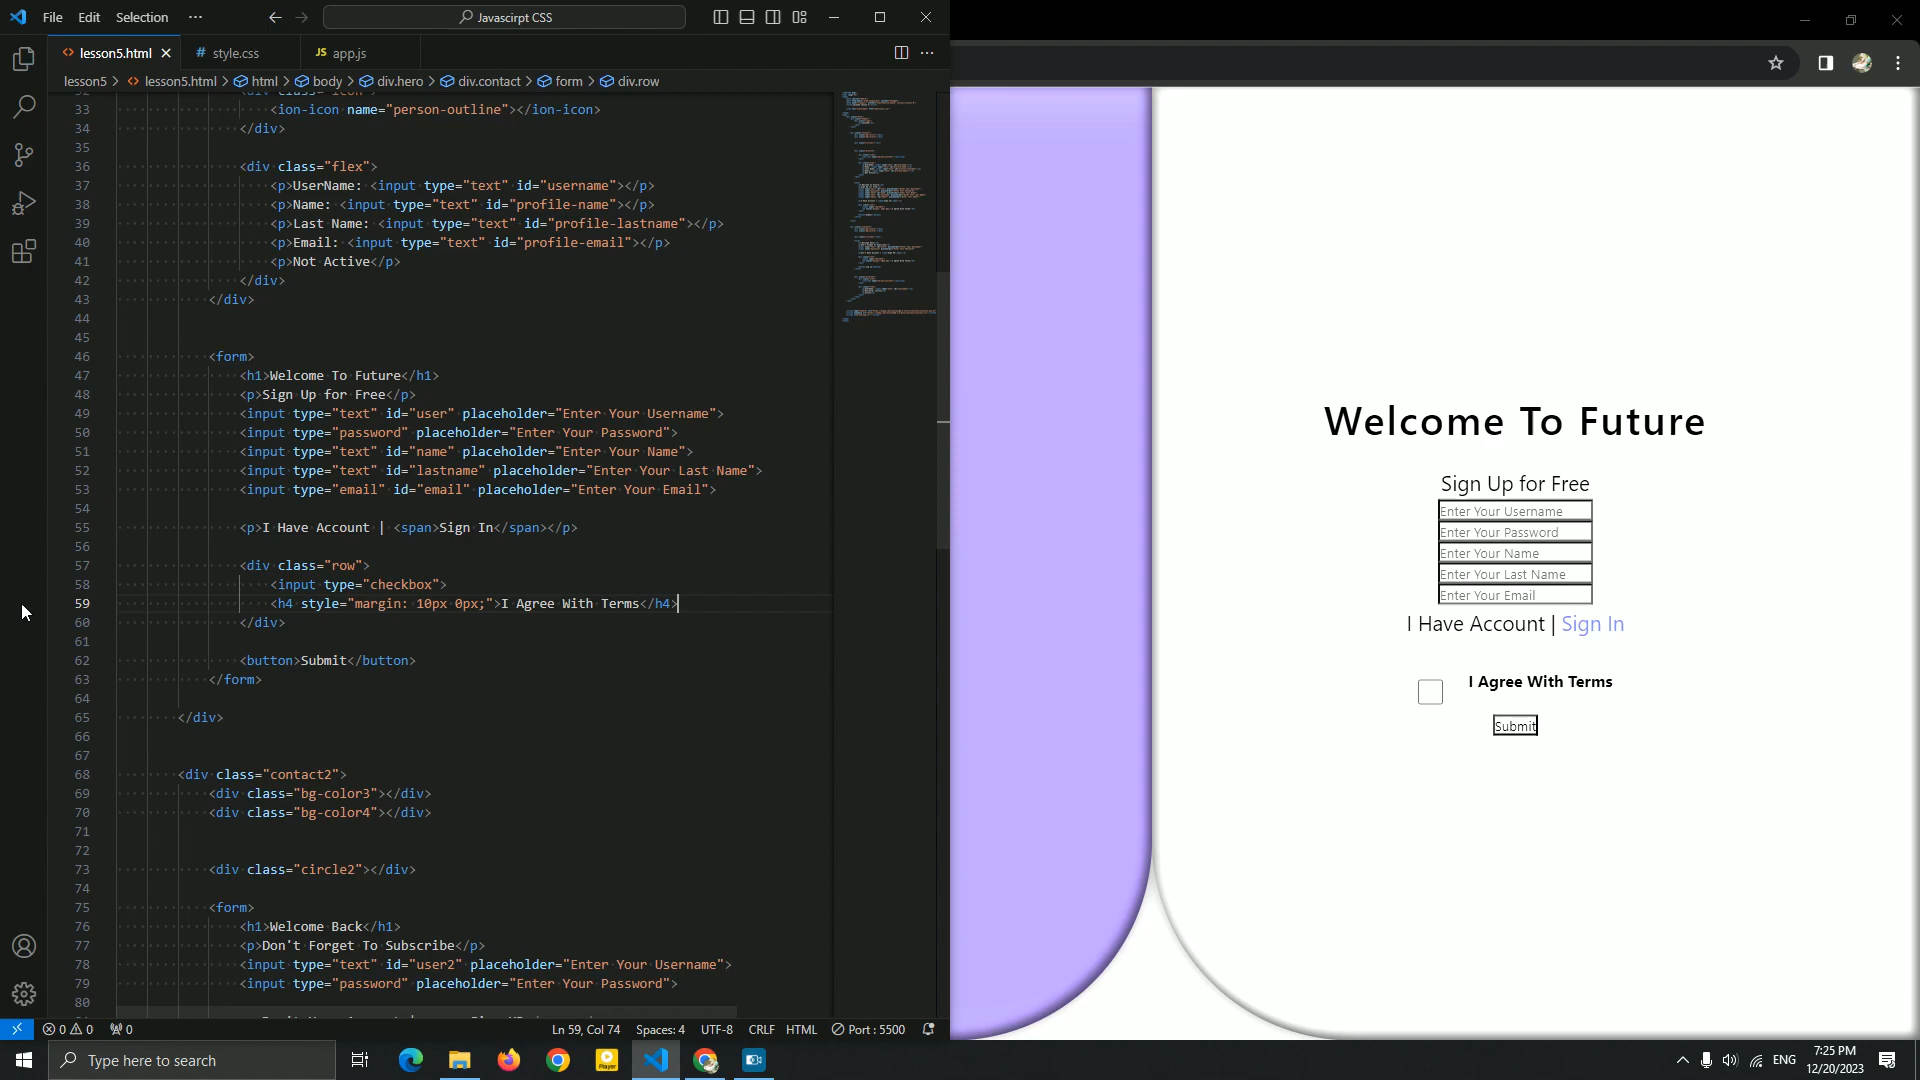 File Edit Selection ···
Javascirpt CSS
lesson5.html
# style.css
JS app.js
lesson5 > lesson5.html > html > body > div.hero > div.contact > form > div.row
33 <ion-icon name="person-outline"></ion-icon>
34 </div>
35
36 <div class="flex">
37 <p>UserName: <input type="text" id="username"></p>
38 <p>Name: <input type="text" id="profile-name"></p>
39 <p>Last Name: <input type="text" id="profile-lastname"></p>
40 <p>Email: <input type="text" id="profile-email"></p>
41 <p>Not Active</p>
42 </div>
43 </div>
44
45
46 <form>
47 <h1>Welcome To Future</h1>
48 <p>Sign Up for Free</p>
49 <input type="text" id="user" placeholder="Enter Your Username">
50 <input type="password" placeholder="Enter Your Password">
51 <input type="text" id="name" placeholder="Enter Your Name">
52 <input type="text" id="lastname" placeholder="Enter Your Last Name">
53 <input type="email" id="email" placeholder="Enter Your Email">
54
55 <p>I Have Account | <span>Sign In</span></p>
56
57 <div class="row">
58 <input type="checkbox">
59 <h4 style="margin: 10px 0px;">I Agree With Terms</h4>
60 </div>
61
62 <button>Submit</button>
63 </form>
64
65 </div>
66
67
68 <div class="contact2">
69 <div class="bg-color3"></div>
70 <div class="bg-color4"></div>
71
72
73 <div class="circle2"></div>
74
75 <form>
76 <h1>Welcome Back</h1>
77 <p>Don't Forget To Subscribe</p>
78 <input type="text" id="user2" placeholder="Enter Your Username">
79 <input type="password" placeholder="Enter Your Password">
80
0 0 0 Ln 59, Col 74 Spaces: 4 UTF-8 CRLF HTML Port : 5500
Welcome To Future
Sign Up for Free
Enter Your Username
Enter Your Password
Enter Your Name
Enter Your Last Name
Enter Your Email
I Have Account | Sign In
I Agree With Terms
Submit
Type here to search
Player
ENG
7:25 PM
12/20/2023